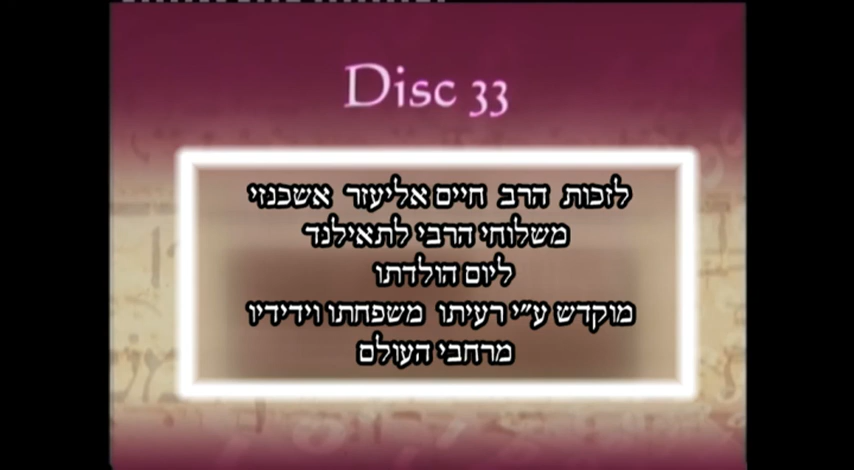 Disc 33
לזכות הרב חיים אליעזר אשכנזי
משלוחי הרבי לתאילנד
ליום הולדתו
מוקדש ע״י רעיתו משפחתו וידידיו
מרחבי העולם